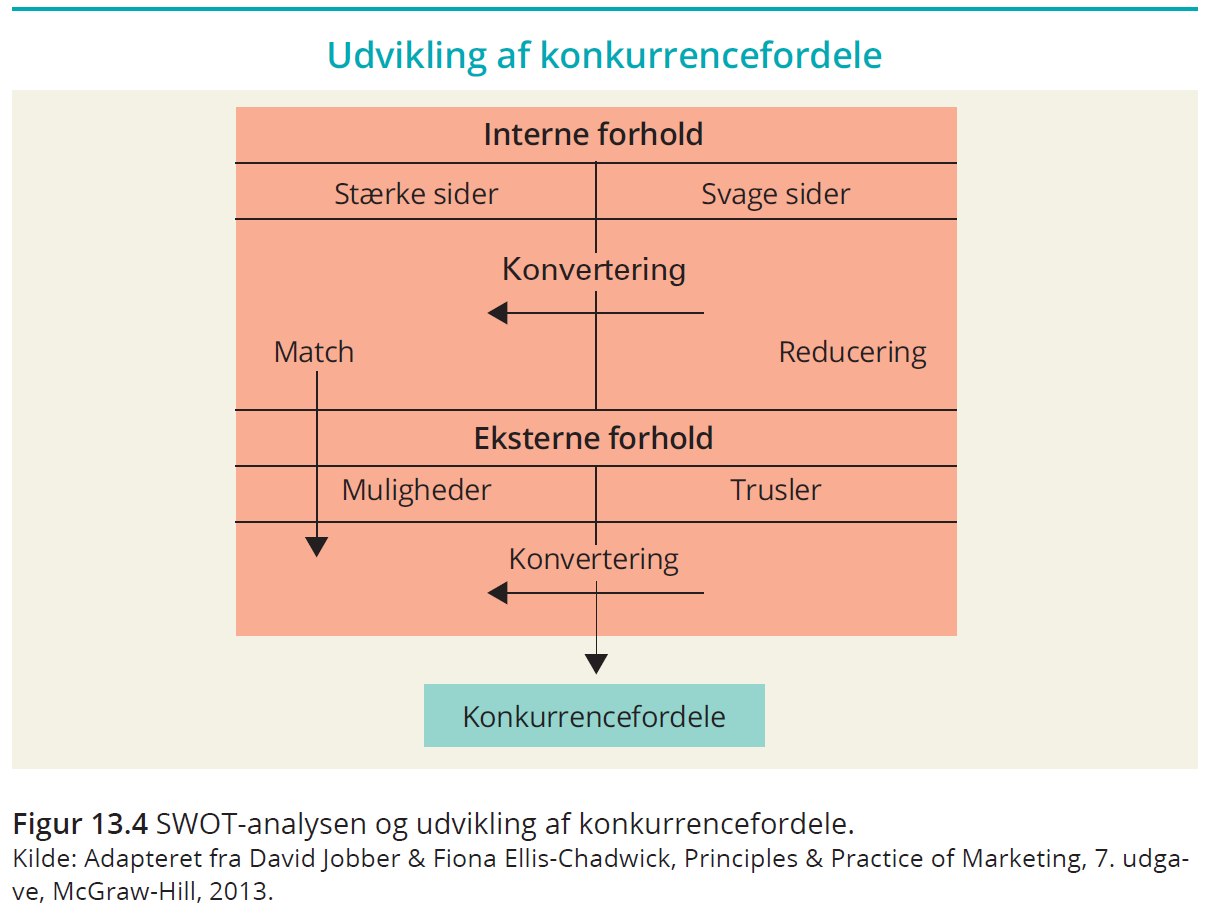 Udvikling af konkurrencefordele
Interne forhold
Stærke sider
Svage sider
Konvertering
Match
Reducering
Eksterne forhold
Muligheder
Trusler
Konvertering
Konkurrencefordele
Figur 13.4 SWOT-analysen og udvikling af konkurrencefordele.
Kilde: Adapteret fra David Jobber & Fiona Ellis-Chadwick, Principles & Practice of Marketing, 7. udga-
ve, McGraw-Hill, 2013.